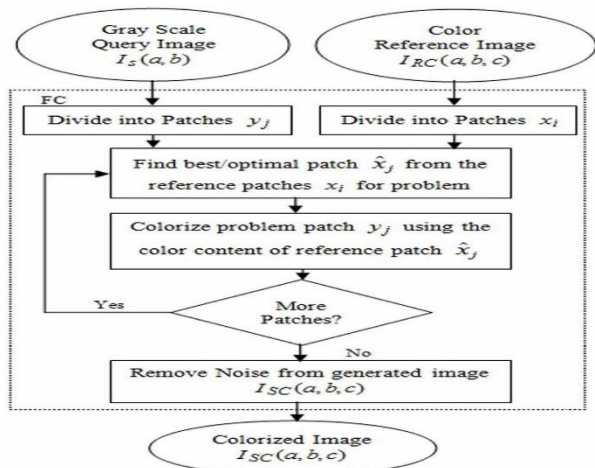 Gray Scale
Query Image
I_s(a, b)
Color
Reference Image
I_RC(a, b, c)
FC
Divide into Patches y_j
Divide into Patches x_i
Find best/optimal patch x̂_j from the
reference patches x_i for problem
Colorize problem patch y_j using the
color content of reference patch x̂_j
Yes
More
Patches?
No
Remove Noise from generated image
I_SC(a, b, c)
Colorized Image
I_SC(a, b, c)